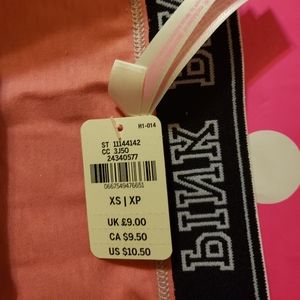 H1-014
ST 11144142
CC 3J50
24340577
0667549476651
XS | XP
UK £9.00
CA $9.50
US $10.50
PINK